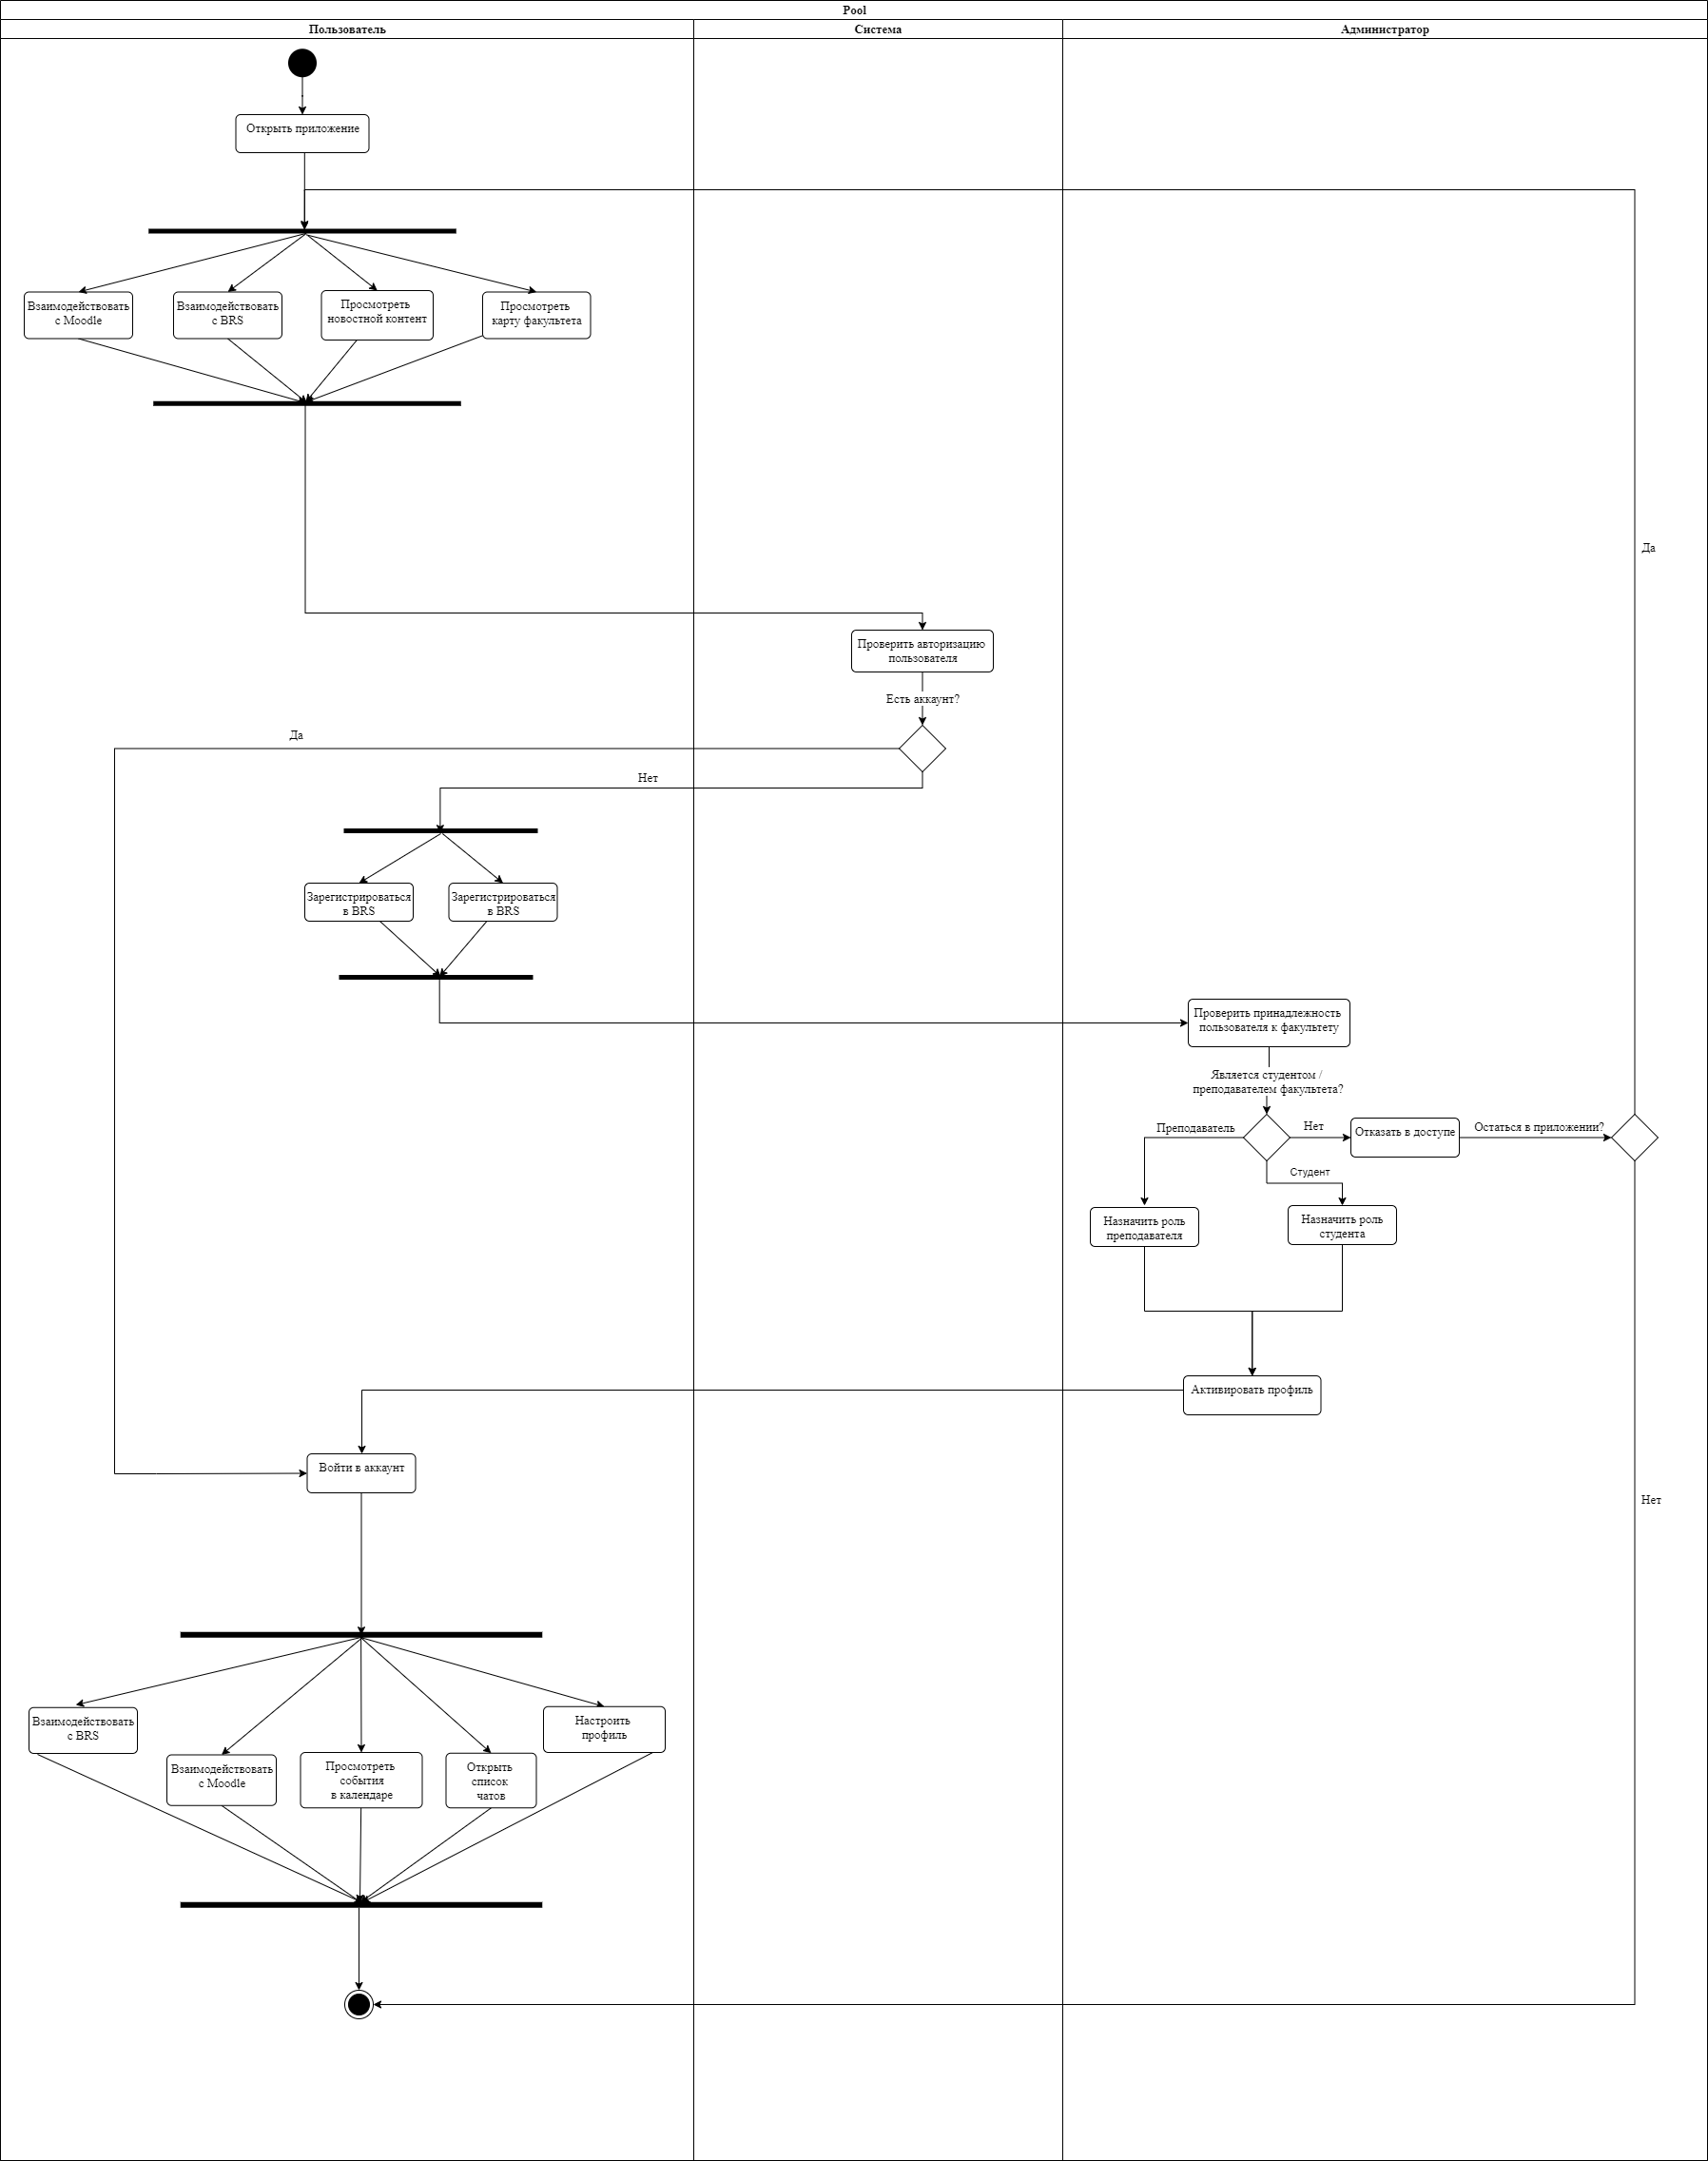 Pool
Пользователь
Система
Администратор
Открыть приложение
Взаимодействовать
с Moodle
Взаимодействовать
с BRS
Просмотреть
новостной контент
Просмотреть
карту факультета
Да
Проверить авторизацию
пользователя
Есть аккаунт?
Да
Нет
Зарегистрироваться
в BRS
Зарегистрироваться
в BRS
Проверить принадлежность
пользователя к факультету
Является студентом /
преподавателем факультета?
Преподаватель
Нет
Отказать в доступе
Остаться в приложении?
Студент
Назначить роль
преподавателя
Назначить роль
студента
Активировать профиль
Войти в аккаунт
Нет
Взаимодействовать
с BRS
Взаимодействовать
с Moodle
Просмотреть
события
в календаре
Открыть
список
чатов
Настроить
профиль